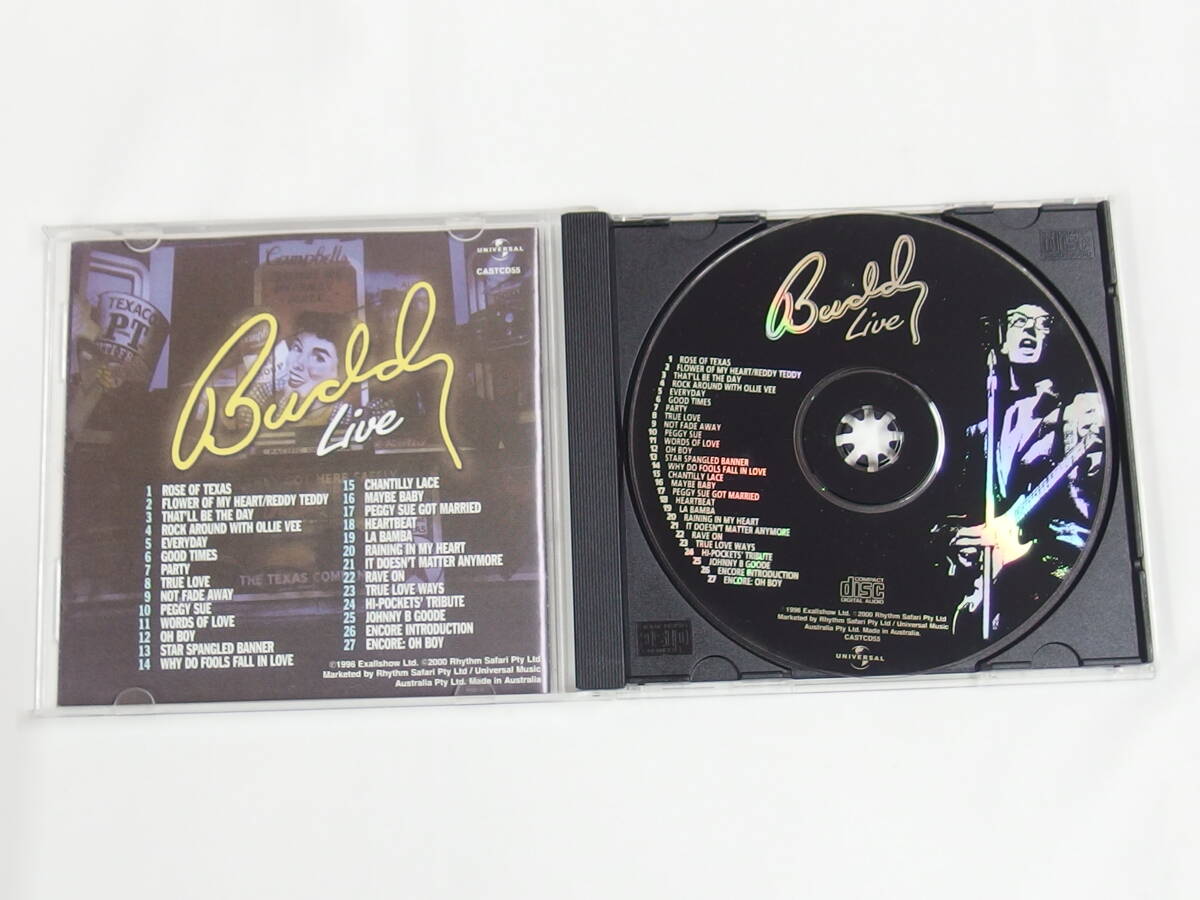 UNIVERSAL
CASTCD55
Campbell's
TEXACO
PT
Buddy
Live
THE TEXAS COM
1 ROSE OF TEXAS
2 FLOWER OF MY HEART/REDDY TEDDY
3 THAT'LL BE THE DAY
4 ROCK AROUND WITH OLLIE VEE
5 EVERYDAY
6 GOOD TIMES
7 PARTY
8 TRUE LOVE
9 NOT FADE AWAY
10 PEGGY SUE
11 WORDS OF LOVE
12 OH BOY
13 STAR SPANGLED BANNER
14 WHY DO FOOLS FALL IN LOVE
15 CHANTILLY LACE
16 MAYBE BABY
17 PEGGY SUE GOT MARRIED
18 HEARTBEAT
19 LA BAMBA
20 RAINING IN MY HEART
21 IT DOESN'T MATTER ANYMORE
22 RAVE ON
23 TRUE LOVE WAYS
24 HI-POCKETS' TRIBUTE
25 JOHNNY B GOODE
26 ENCORE INTRODUCTION
27 ENCORE: OH BOY
℗1996 Exallshow Ltd. ©2000 Rhythm Safari Pty Ltd
Marketed by Rhythm Safari Pty Ltd / Universal Music
Australia Pty Ltd. Made in Australia
Buddy
Live
1 ROSE OF TEXAS
2 FLOWER OF MY HEART/REDDY TEDDY
3 THAT'LL BE THE DAY
4 ROCK AROUND WITH OLLIE VEE
5 EVERYDAY
6 GOOD TIMES
7 PARTY
8 TRUE LOVE
9 NOT FADE AWAY
10 PEGGY SUE
11 WORDS OF LOVE
12 OH BOY
13 STAR SPANGLED BANNER
14 WHY DO FOOLS FALL IN LOVE
15 CHANTILLY LACE
16 MAYBE BABY
17 PEGGY SUE GOT MARRIED
18 HEARTBEAT
19 LA BAMBA
20 RAINING IN MY HEART
21 IT DOESN'T MATTER ANYMORE
22 RAVE ON
23 TRUE LOVE WAYS
24 HI-POCKETS' TRIBUTE
25 JOHNNY B GOODE
26 ENCORE INTRODUCTION
27 ENCORE: OH BOY
COMPACT
disc
DIGITAL AUDIO
℗1996 Exallshow Ltd. ©2000 Rhythm Safari Pty Ltd
Marketed by Rhythm Safari Pty Ltd / Universal Music
Australia Pty Ltd. Made in Australia.
CASTCD55
UNIVERSAL
disc
disc